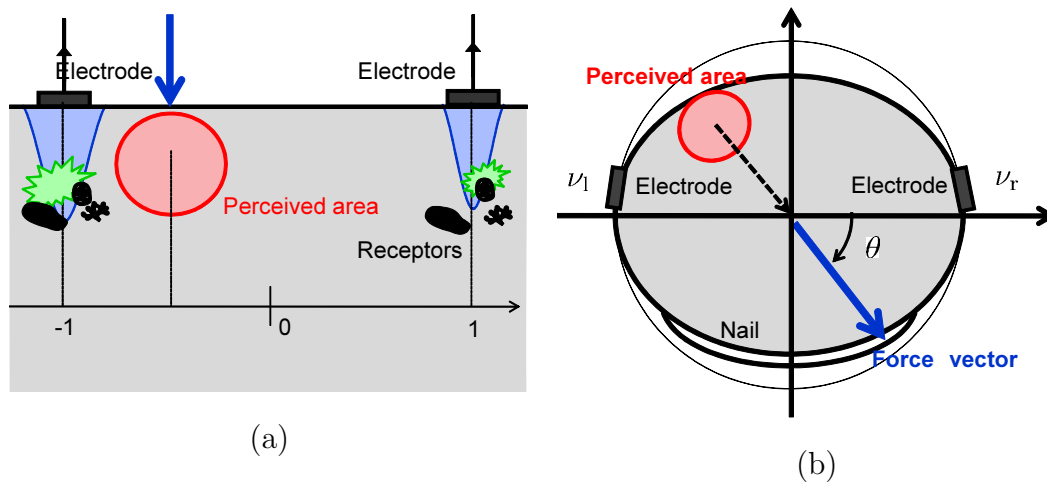 Electrode
Electrode
Perceived area
Receptors
-1
0
1
(a)
Perceived area
ν_l
Electrode
Electrode
ν_r
θ
Nail
Force vector
(b)